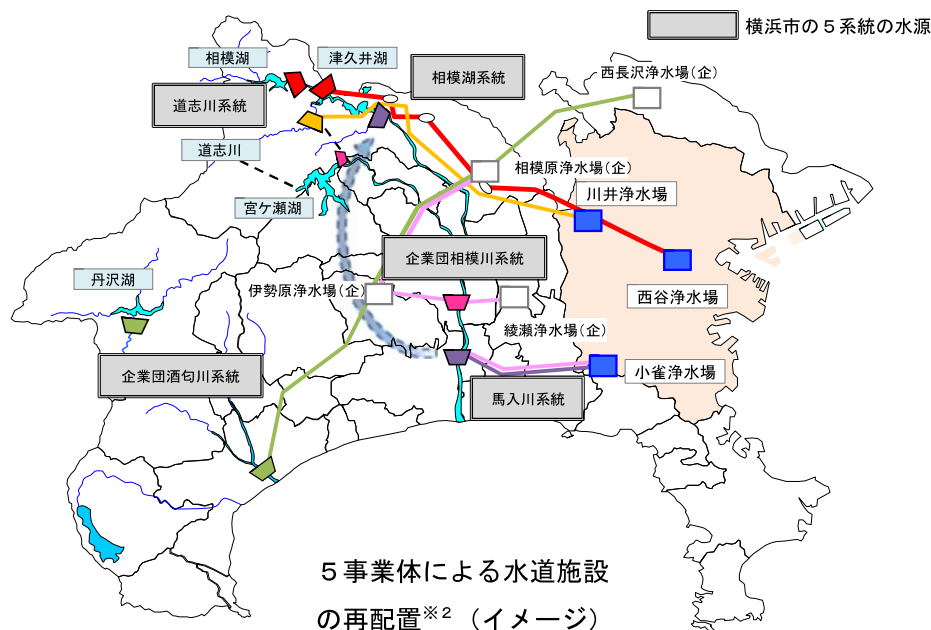 横浜市の５系統の水源
相模湖
津久井湖
相模湖系統
西長沢浄水場(企)
道志川系統
道志川
相模原浄水場(企)
川井浄水場
宮ケ瀬湖
企業団相模川系統
丹沢湖
伊勢原浄水場(企)
西谷浄水場
綾瀬浄水場(企)
企業団酒匂川系統
小雀浄水場
馬入川系統
５事業体による水道施設
の再配置※２（イメージ）